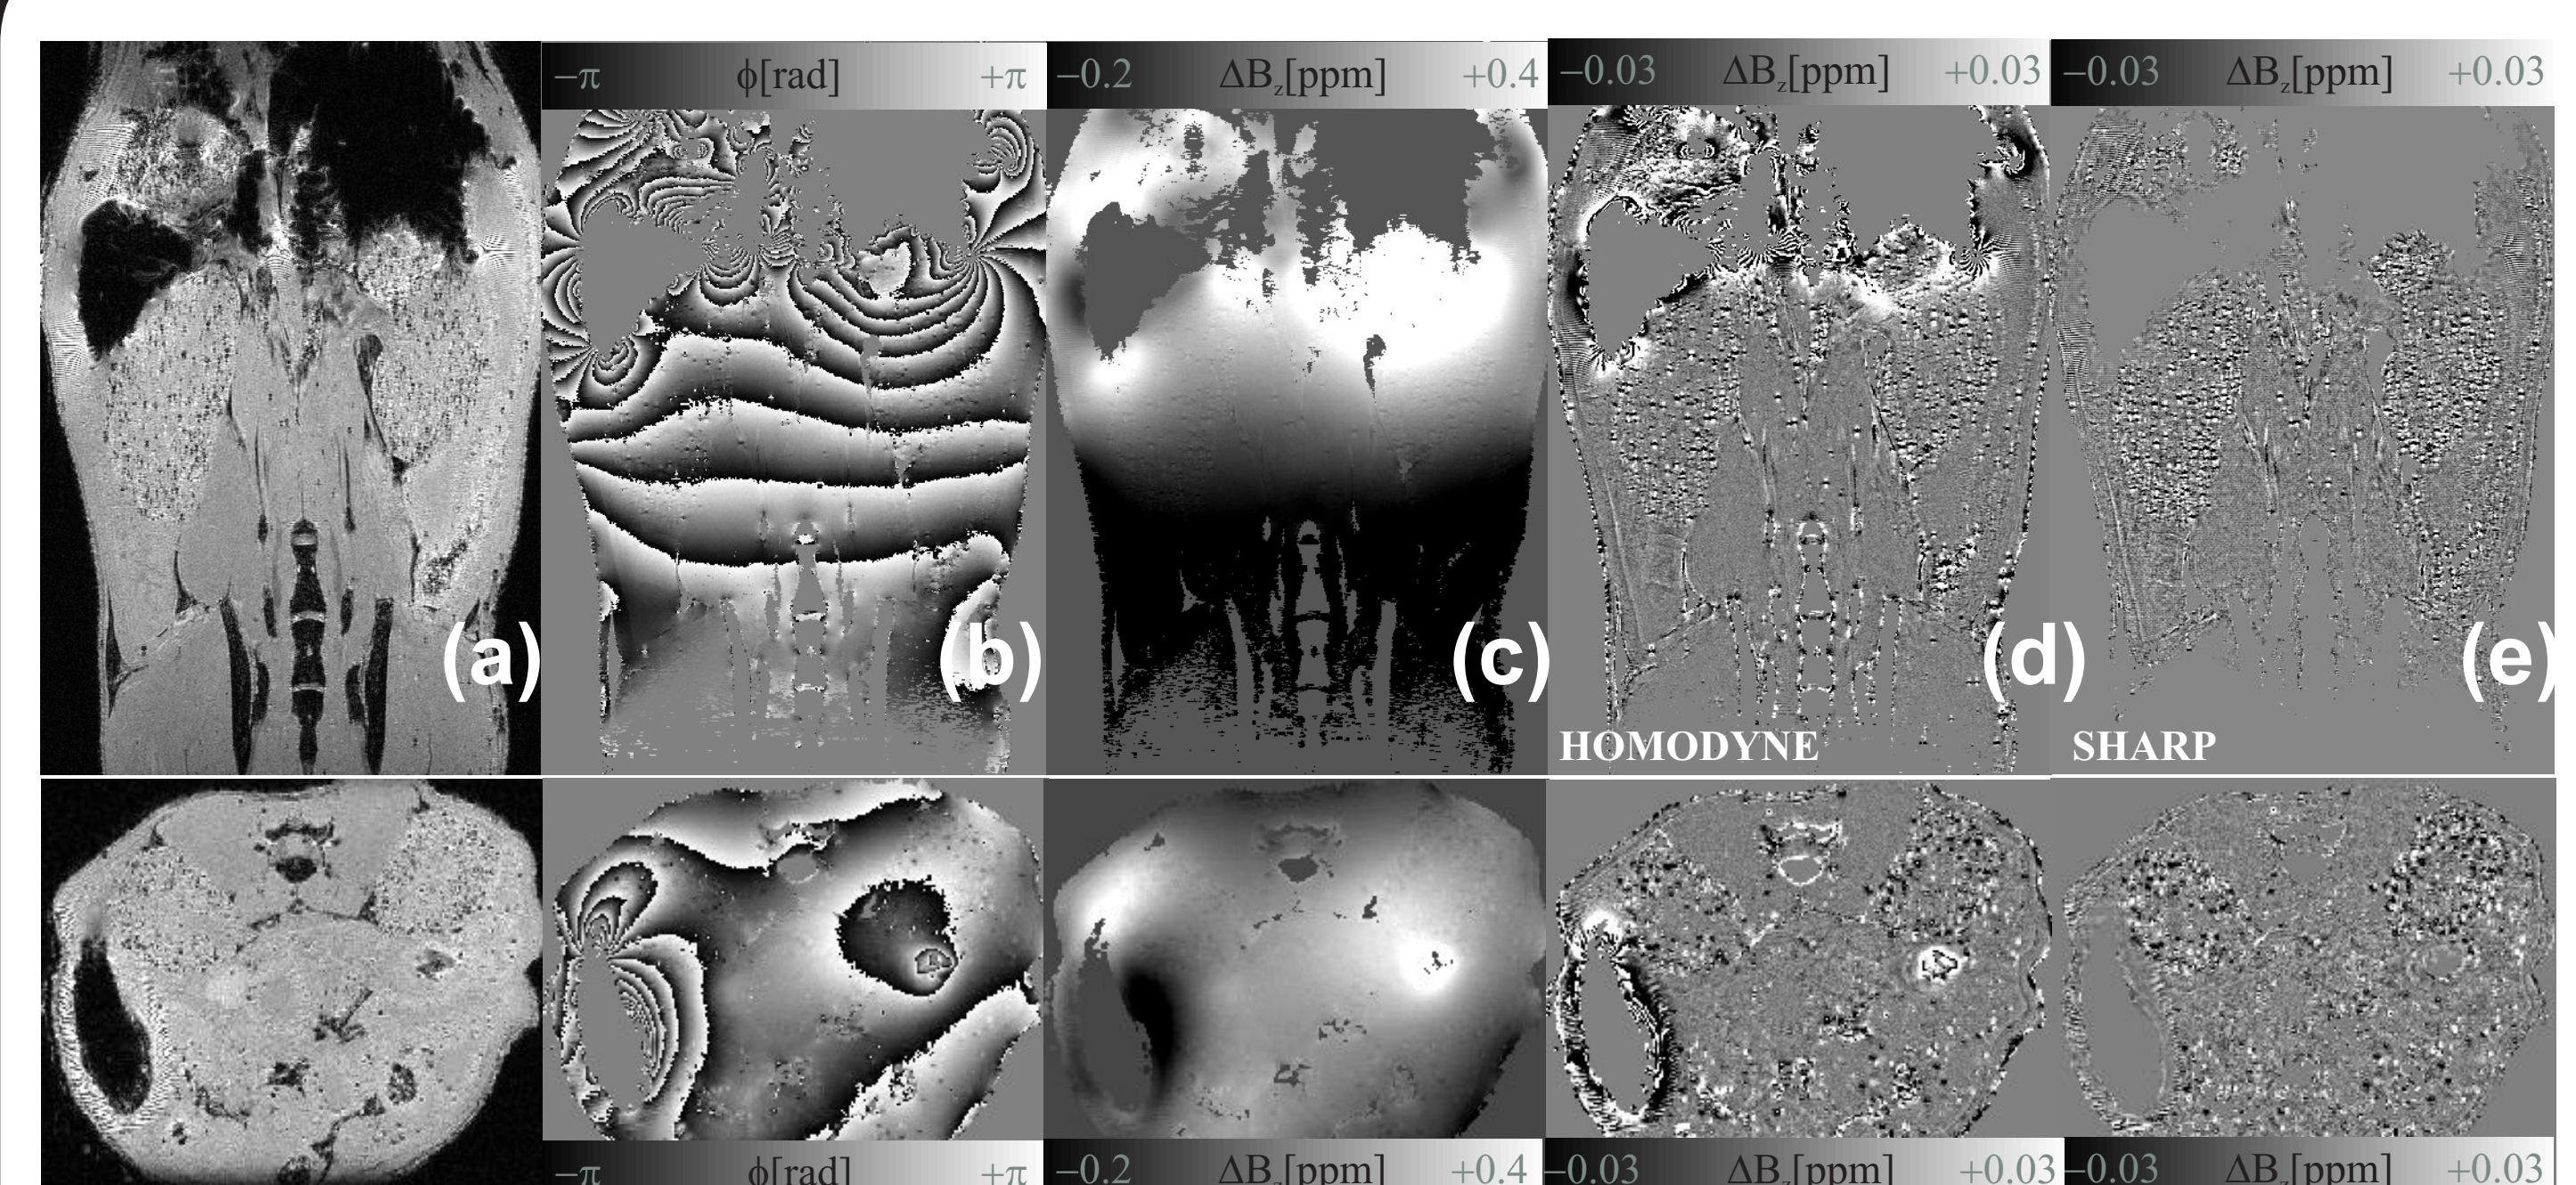 −π ϕ[rad] +π
−0.2 ΔBz[ppm] +0.4
−0.03 ΔBz[ppm] +0.03
−0.03 ΔBz[ppm] +0.03
(a)
(b)
(c)
(d)
(e)
HOMODYNE
SHARP
−π ϕ[rad] +π
−0.2 ΔBz[ppm] +0.4
−0.03 ΔBz[ppm] +0.03
−0.03 ΔBz[ppm] +0.03